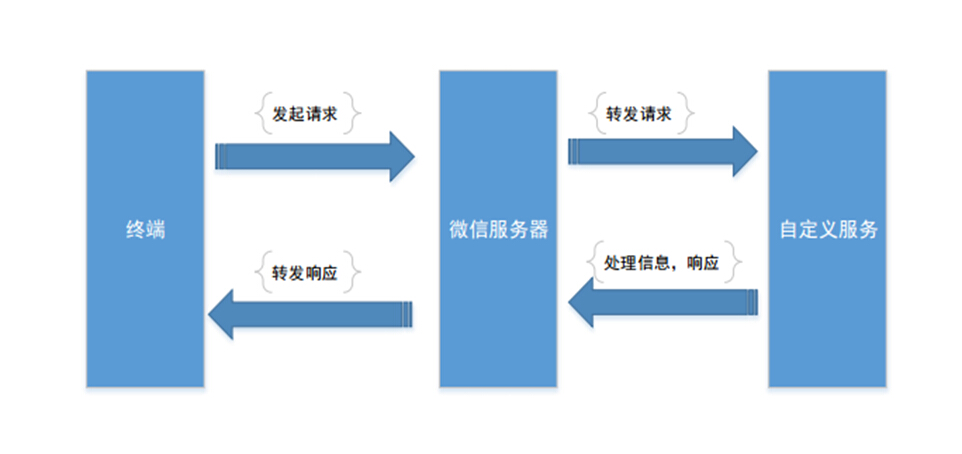 发起请求
转发请求
终端
微信服务器
自定义服务
转发响应
处理信息，响应